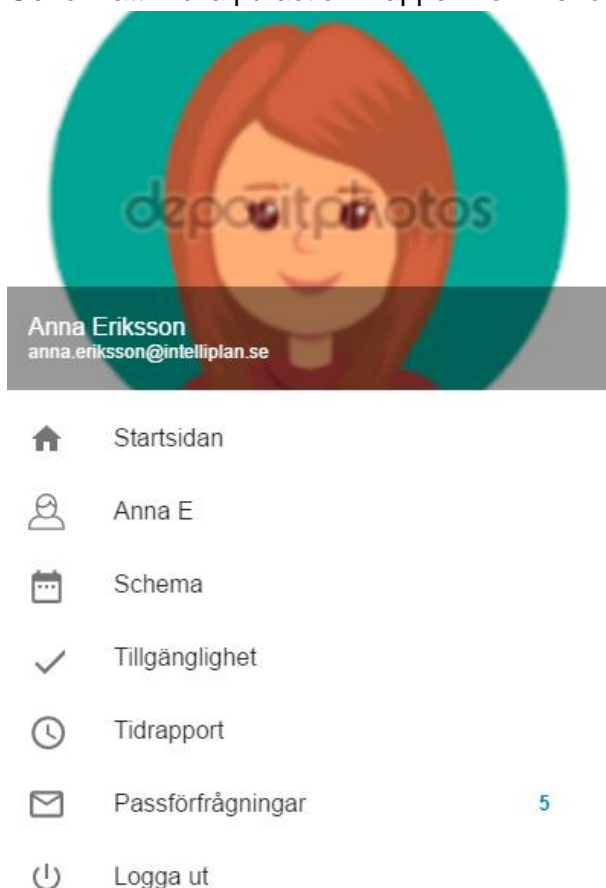 depositphotos
Anna Eriksson
anna.eriksson@intelliplan.se
Startsidan
Anna E
Schema
Tillgänglighet
Tidrapport
Passförfrågningar 5
Logga ut